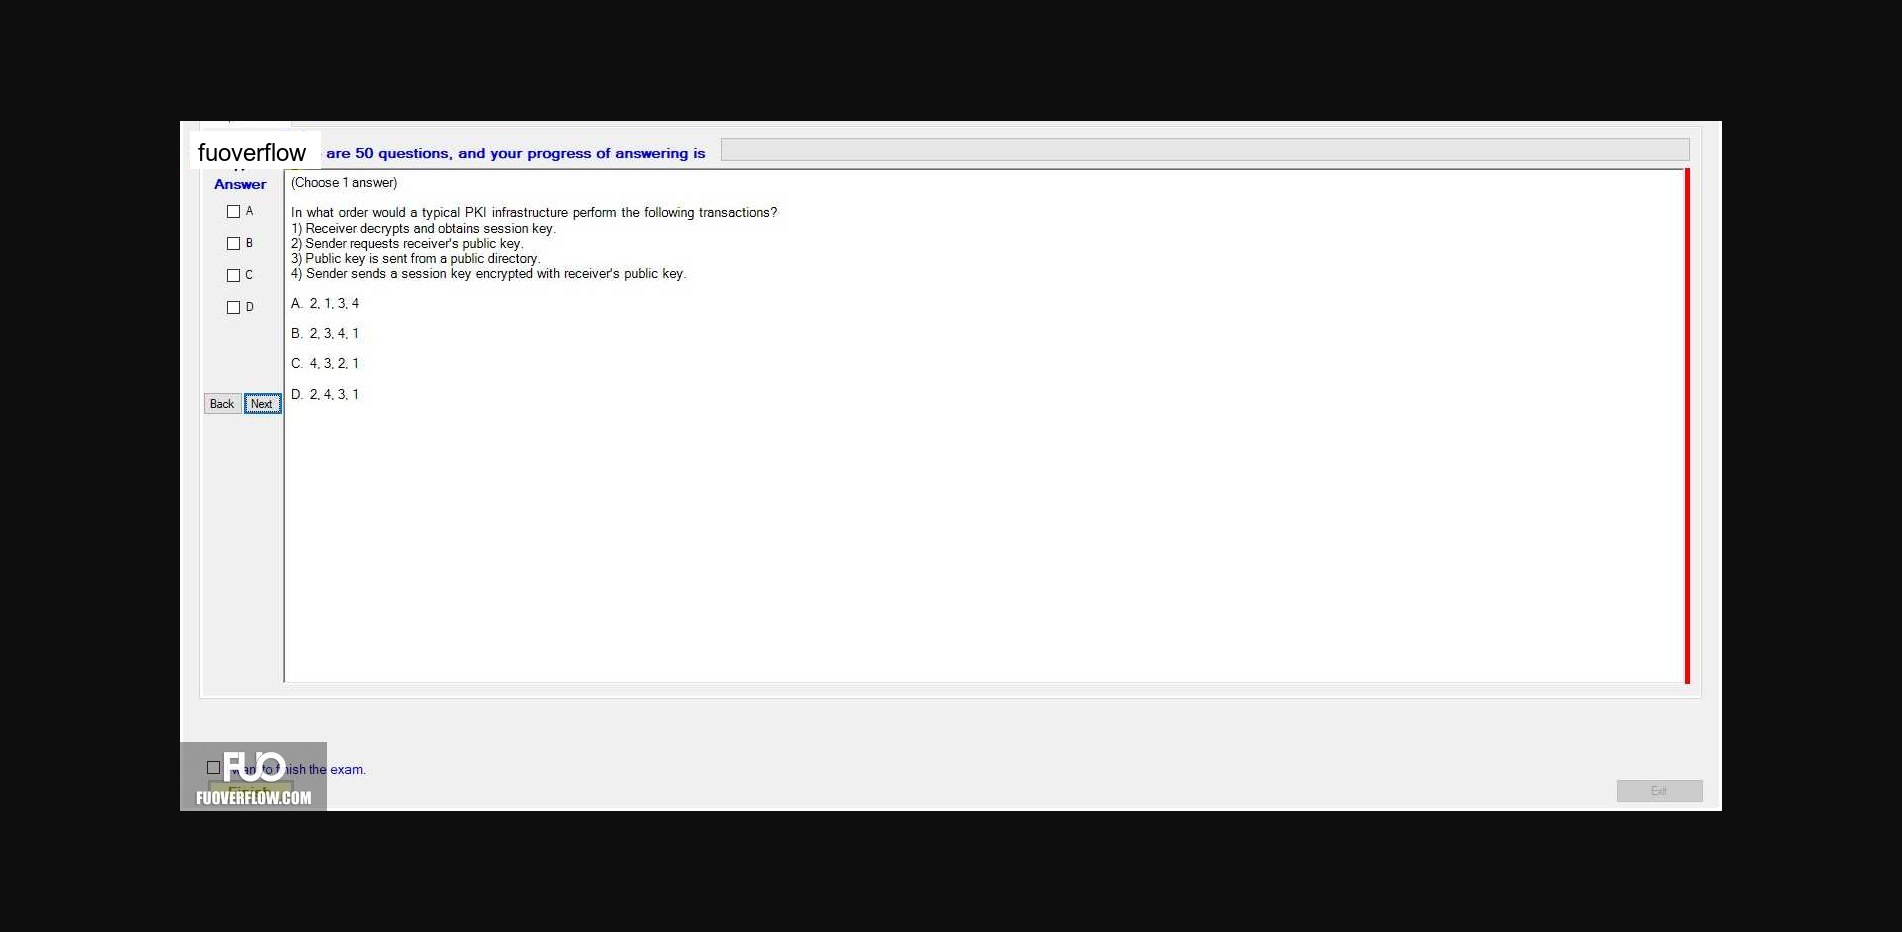 fuoverflow
are 50 questions, and your progress of answering is
Answer
(Choose 1 answer)
A
In what order would a typical PKI infrastructure perform the following transactions?
1) Receiver decrypts and obtains session key.
B
2) Sender requests receiver's public key.
3) Public key is sent from a public directory.
C
4) Sender sends a session key encrypted with receiver's public key.
D
A. 2, 1, 3, 4
B. 2, 3, 4, 1
C. 4, 3, 2, 1
D. 2, 4, 3, 1
Back
Next
FUO
want to finish the exam.
Finish
FUOVERFLOW.COM
Exit